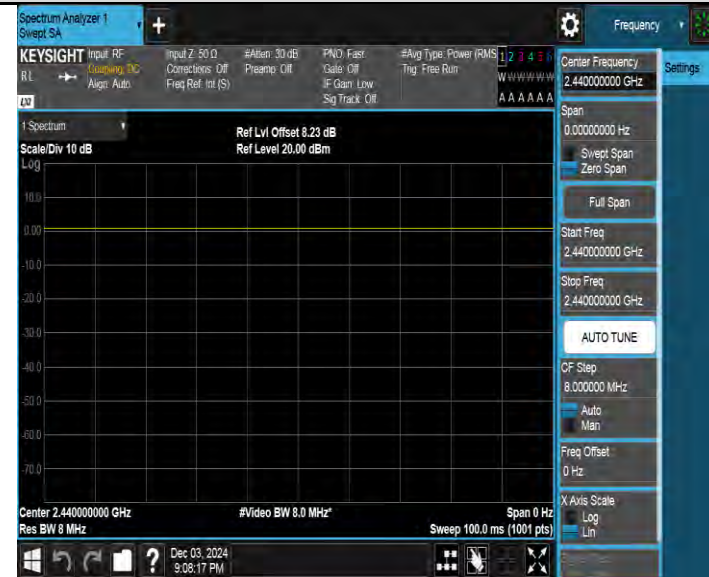 Spectrum Analyzer 1
Swept SA
+
Frequency
KEYSIGHT
RL
LXI
Input: RF
Coupling: DC
Align: Auto
Input Z: 50 Ω
Corrections: Off
Freq Ref: Int (S)
#Atten: 30 dB
Preamp: Off
PNO: Fast
Gate: Off
IF Gain: Low
Sig Track: Off
#Avg Type: Power (RMS
Trig: Free Run
1 2 3 4 5 6
W W W W W W
A A A A A A
Center Frequency
2.440000000 GHz
Settings
Span
0.00000000 Hz
Swept Span
Zero Span
Full Span
Start Freq
2.440000000 GHz
Stop Freq
2.440000000 GHz
AUTO TUNE
CF Step
8.000000 MHz
Auto
Man
Freq Offset
0 Hz
X Axis Scale
Log
Lin
1 Spectrum
Scale/Div 10 dB
Ref Lvl Offset 8.23 dB
Ref Level 20.00 dBm
Log
10.0
0.00
-10.0
-20.0
-30.0
-40.0
-50.0
-60.0
-70.0
Center 2.440000000 GHz
#Video BW 8.0 MHz*
Span 0 Hz
Res BW 8 MHz
Sweep 100.0 ms (1001 pts)
?
Dec 03, 2024
9:08:17 PM